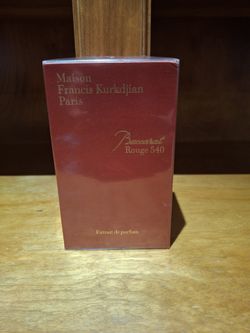 Maison
Francis Kurkdjian
Paris
Baccarat
Rouge 540
Extrait de parfum